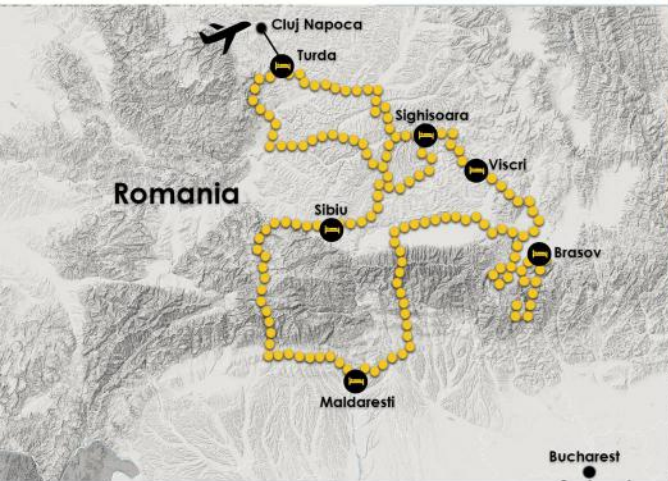 Cluj Napoca
Turda
Sighisoara
Viscri
Romania
Sibiu
Brasov
Maldaresti
Bucharest